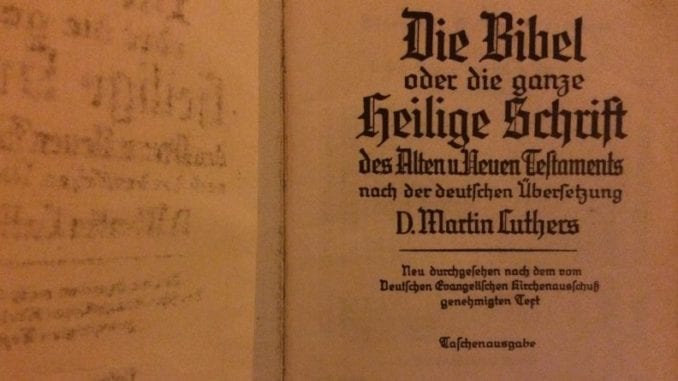 Die Bibel
oder die ganze
Heilige Schrift
des Alten u. Neuen Testaments
nach der deutſchen Überſetzung
D. Martin Luthers
Neu durchgeſehen nach dem vom
Deutſchen Evangeliſchen Kirchenausſchuß
genehmigten Text
Taſchenausgabe